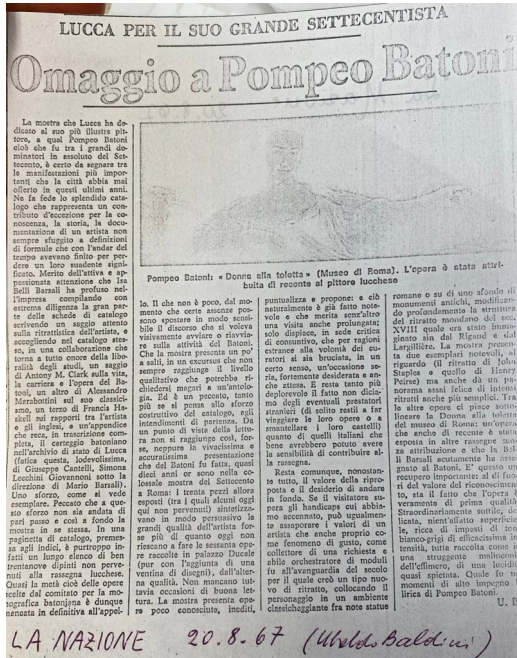 LUCCA PER IL SUO GRANDE SETTECENTISTA
Omaggio a Pompeo Batoni
La mostra che Lucca ha de-
dicato al suo più illustre pit-
tore, a quel Pompeo Batoni
cioè che fu tra i grandi do-
minatori in assoluto del Set-
tecento, è certo da segnare tra
le manifestazioni più impor-
tanti che la città abbia mai
offerto in questi ultimi anni.
Ne fa fede lo splendido cata-
logo che rappresenta un con-
tributo d'eccezione per la co-
noscenza, la storia, la docu-
mentazione di un artista non
sempre sfuggito a definizioni
di formule che con l'andar del
tempo avevano finito per per-
dere un loro suadente signi-
ficato. Merito dell'attiva e ap-
passionata attenzione che Isa
Belli Barsali ha profuso nel-
l'impresa compilando con
estrema diligenza la gran par-
te delle schede di catalogo
scrivendo un saggio attento
sulla ritrattistica dell'artista, e
accogliendo nel catalogo stes-
so, in una collaborazione che
torna a tutto onore della libe-
ralità degli studi, un saggio
di Antony M. Clark sulla vita,
la carriera e l'opera del Ba-
toni, un altro di Alessandro
Marabottini sul suo classici-
smo, un terzo di Francis Ha-
skell sui rapporti tra l'artista
e gli inglesi, e un'appendice
che reca, in trascrizione com-
pleta, il carteggio batoniano
nell'archivio di stato di Lucca
(fatica questa, lodevolissima,
di Giuseppe Cantelli, Simona
Lecchini Giovannoni sotto la
direzione di Mario Barsali).
Uno sforzo, come si vede
esemplare. Peccato che a que-
sto sforzo non sia andata di
pari passo e così a fondo la
mostra in se stessa. In una
paginetta di catalogo, premes-
sa agli indici, è purtroppo in-
fatti un lungo elenco di ben
trentanove dipinti non perve-
nuti alla rassegna lucchese.
Quasi la metà cioè delle opere
scelte dal comitato per la mo-
nografica batoniana è dunque
mancata in definitiva all'appel-
Pompeo Batoni: « Donna alla toletta » (Museo di Roma). L'opera è stata attri-
buita di recente al pittore lucchese
lo. Il che non è poco, dal mo-
mento che certe assenze pos-
sono spostare in modo sensi-
bile il discorso che si voleva
visivamente avviare o riavvia-
re sulla attività del Batoni.
Che la mostra presenta un po'
a salti, in un excursus che non
sempre raggiunge il livello
qualitativo che potrebbe ri-
chiedersi magari a un'antolo-
gia. Ed è un peccato, tanto
più se si pensa allo sforzo
costruttivo del catalogo, agli
intendimenti di partenza. Da
un punto di vista della lettu-
ra non si raggiunge così, for-
se, neppure la vivacissima e
accuratissima presentazione
che del Batoni fu fatta, quasi
dieci anni or sono nella co-
lossale mostra del Settecento
a Roma: i trenta pezzi allora
esposti (tra i quali alcuni oggi
qui non pervenuti) sintetizza-
vano in modo persuasivo le
grandi qualità dell'artista for-
se più di quanto oggi non
riescano a fare le sessanta ope-
re raccolte in palazzo Ducale
(pur con l'aggiunta di una
ventina di disegni), dall'alter-
na qualità. Non mancano tut-
tavia occasioni di buona let-
tura. La mostra presenta ope-
re poco conosciute, inediti,
puntualizza e propone: e ciò
naturalmente è già fatto note-
vole e che merita senz'altro
una visita anche prolungata;
solo dispiace, in sede critica
di consuntivo, che per ragioni
estranee alla volontà dei cu-
ratori si sia bruciata, in un
certo senso, un'occasione se-
ria, fortemente desiderata e an-
che attesa. E resta tanto più
deplorevole il fatto non dicia-
mo degli eventuali prestatori
stranieri (di solito restii a far
viaggiare le loro opere o a
smantellare i loro castelli)
quanto di quelli italiani che
bene avrebbero potuto avere
la sensibilità di contribuire al-
la rassegna.
Resta comunque, nonostan-
te tutto, il valore della ripro-
posta e il desiderio di andare
in fondo. Se il visitatore su-
pera gli handicaps cui abbia-
mo accennato, può ugualmen-
te assaporare i valori di un
artista che anche proprio co-
me fenomeno di gusto, come
collettore di una richiesta e
abile orchestratore di moduli
fu all'avanguardia del secolo
per il quale creò un tipo nuo-
vo di ritratto, collocando il
personaggio in un ambiente
classicheggiante fra note statue
romane o su di uno sfondo di
monumenti antichi, modifican-
do profondamente la struttura
del ritratto mondano del sec.
XVIII quale era stato imma-
ginato sin dal Rigaud e dal
Largillière. La mostra presen-
ta due esemplari notevoli, al
riguardo (il ritratto di John
Staples e quello di Henry
Peirse) ma anche dà un pa-
norama assai felice di intensi
ritratti anche più semplici. Tra
le altre opere di piace sotto-
lineare la Donna alla toletta
del museo di Roma: un'opera
che anche di recente è stata
esposta in altre rassegne sen-
za attribuzione e che la Bel-
li Barsali acutamente ha asse-
gnato al Batoni. E' questo un
recupero importante: al di fuo-
ri del valore del riconoscimen-
to, sta il fatto che l'opera è
veramente di prima qualità.
Straordinariamente sottile, de-
licata, nient'affatto superficia-
le, ricca di imposti di toni
bianco-grigi di efficacissima in-
tensità, tutta raccolta come in
una struggente malinconia
dell'effimero, di una lucidità
quasi spietata. Quale fu nei
momenti di alto impegno la
lirica di Pompeo Batoni.
U. B.
LA NAZIONE 20.8.67 (Ubaldo Baldini)